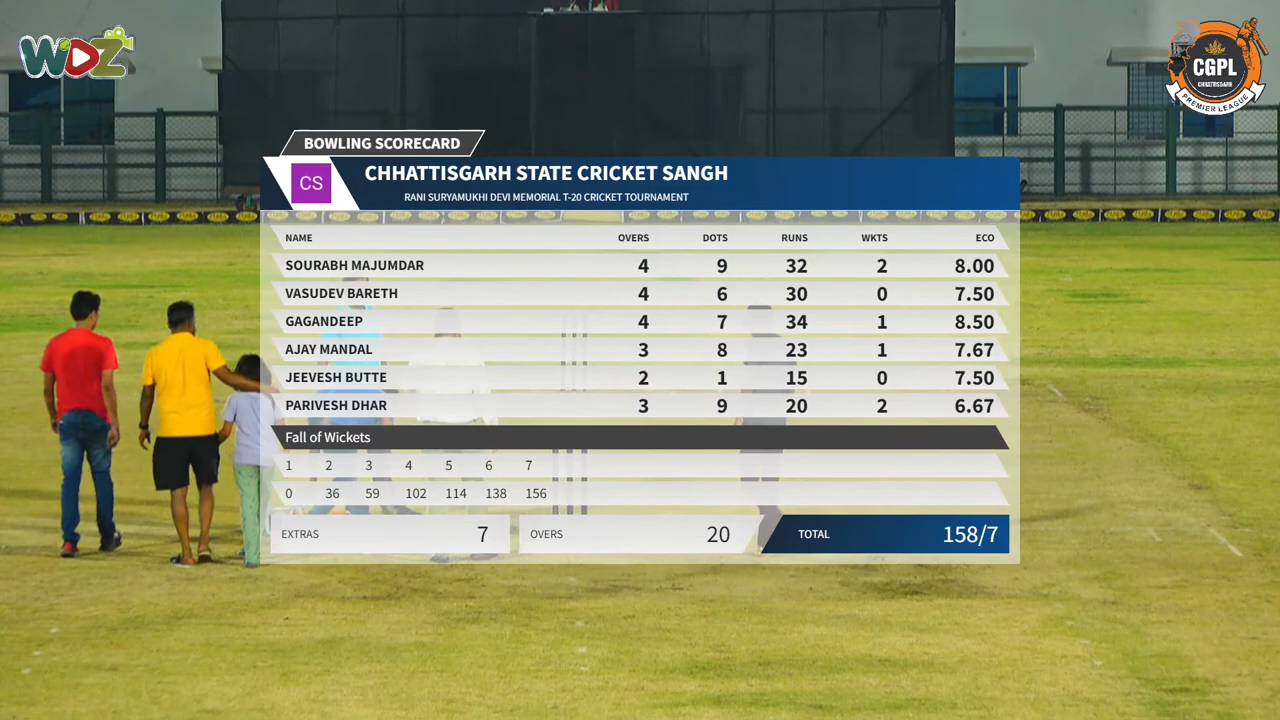 WDZ
CGPL
CHHATTISGARH
PREMIER LEAGUE
BOWLING SCORECARD
CS
CHHATTISGARH STATE CRICKET SANGH
RANI SURYAMUKHI DEVI MEMORIAL T-20 CRICKET TOURNAMENT
NAME OVERS DOTS RUNS WKTS ECO
SOURABH MAJUMDAR 4 9 32 2 8.00
VASUDEV BARETH 4 6 30 0 7.50
GAGANDEEP 4 7 34 1 8.50
AJAY MANDAL 3 8 23 1 7.67
JEEVESH BUTTE 2 1 15 0 7.50
PARIVESH DHAR 3 9 20 2 6.67
Fall of Wickets
1 2 3 4 5 6 7
0 36 59 102 114 138 156
EXTRAS 7 OVERS 20 TOTAL 158/7